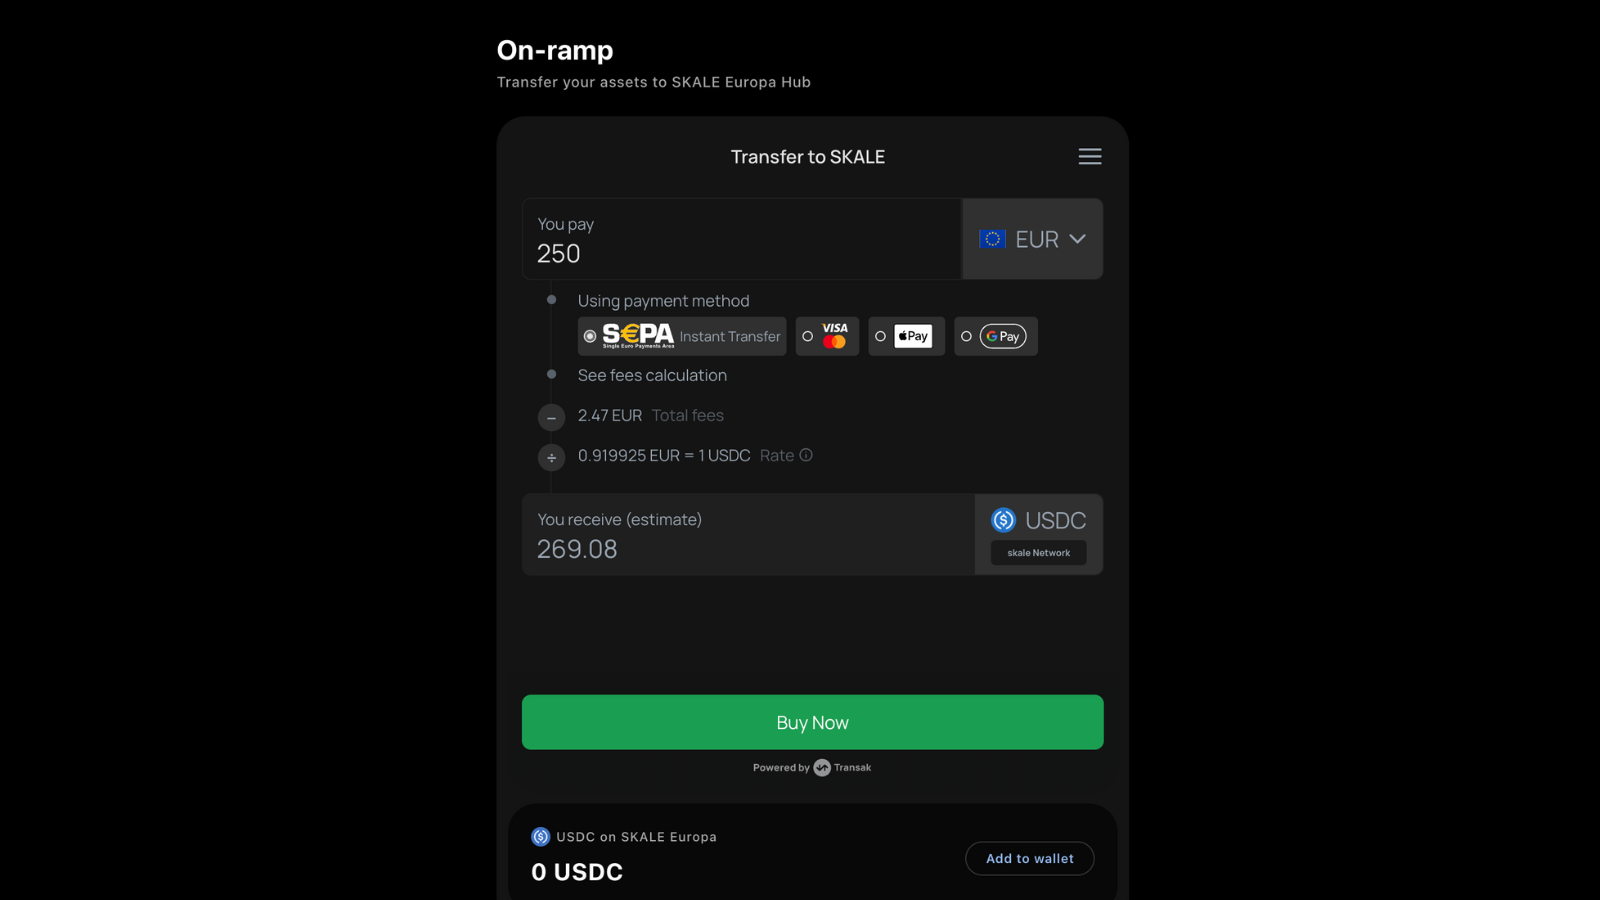 On-ramp
Transfer your assets to SKALE Europa Hub
Transfer to SKALE
You pay
250
EUR
Using payment method
S€PA Instant Transfer
Single Euro Payments Area
VISA
Pay
G Pay
See fees calculation
− 2.47 EUR Total fees
÷ 0.919925 EUR = 1 USDC Rate
You receive (estimate)
269.08
USDC
skale Network
Buy Now
Powered by Transak
USDC on SKALE Europa
0 USDC
Add to wallet